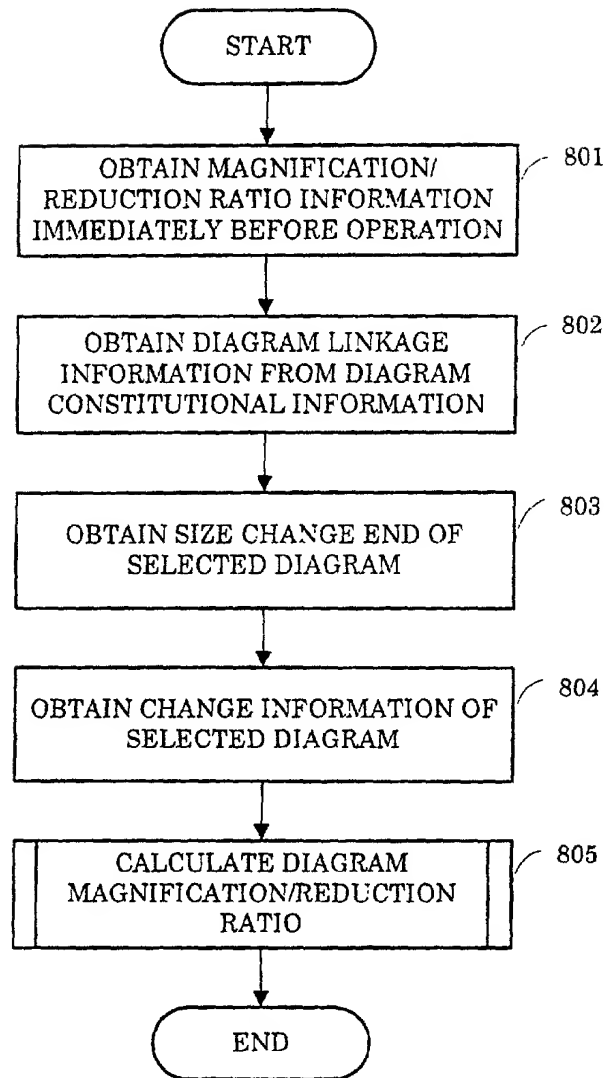 START
OBTAIN MAGNIFICATION/
REDUCTION RATIO INFORMATION
IMMEDIATELY BEFORE OPERATION
801
OBTAIN DIAGRAM LINKAGE
INFORMATION FROM DIAGRAM
CONSTITUTIONAL INFORMATION
802
OBTAIN SIZE CHANGE END OF
SELECTED DIAGRAM
803
OBTAIN CHANGE INFORMATION OF
SELECTED DIAGRAM
804
CALCULATE DIAGRAM
MAGNIFICATION/REDUCTION
RATIO
805
END